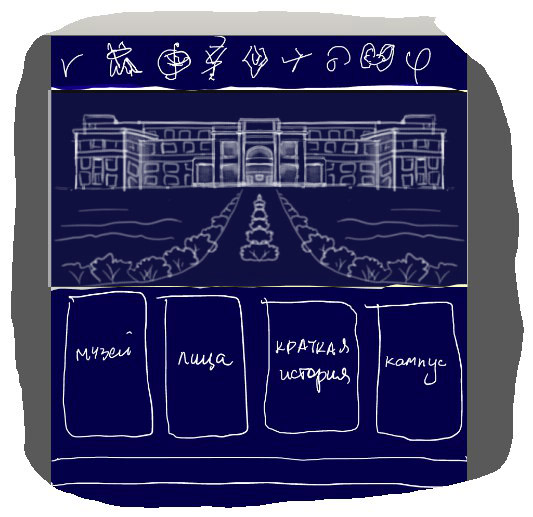 музей
лица
КРАТКАЯ
история
кампус